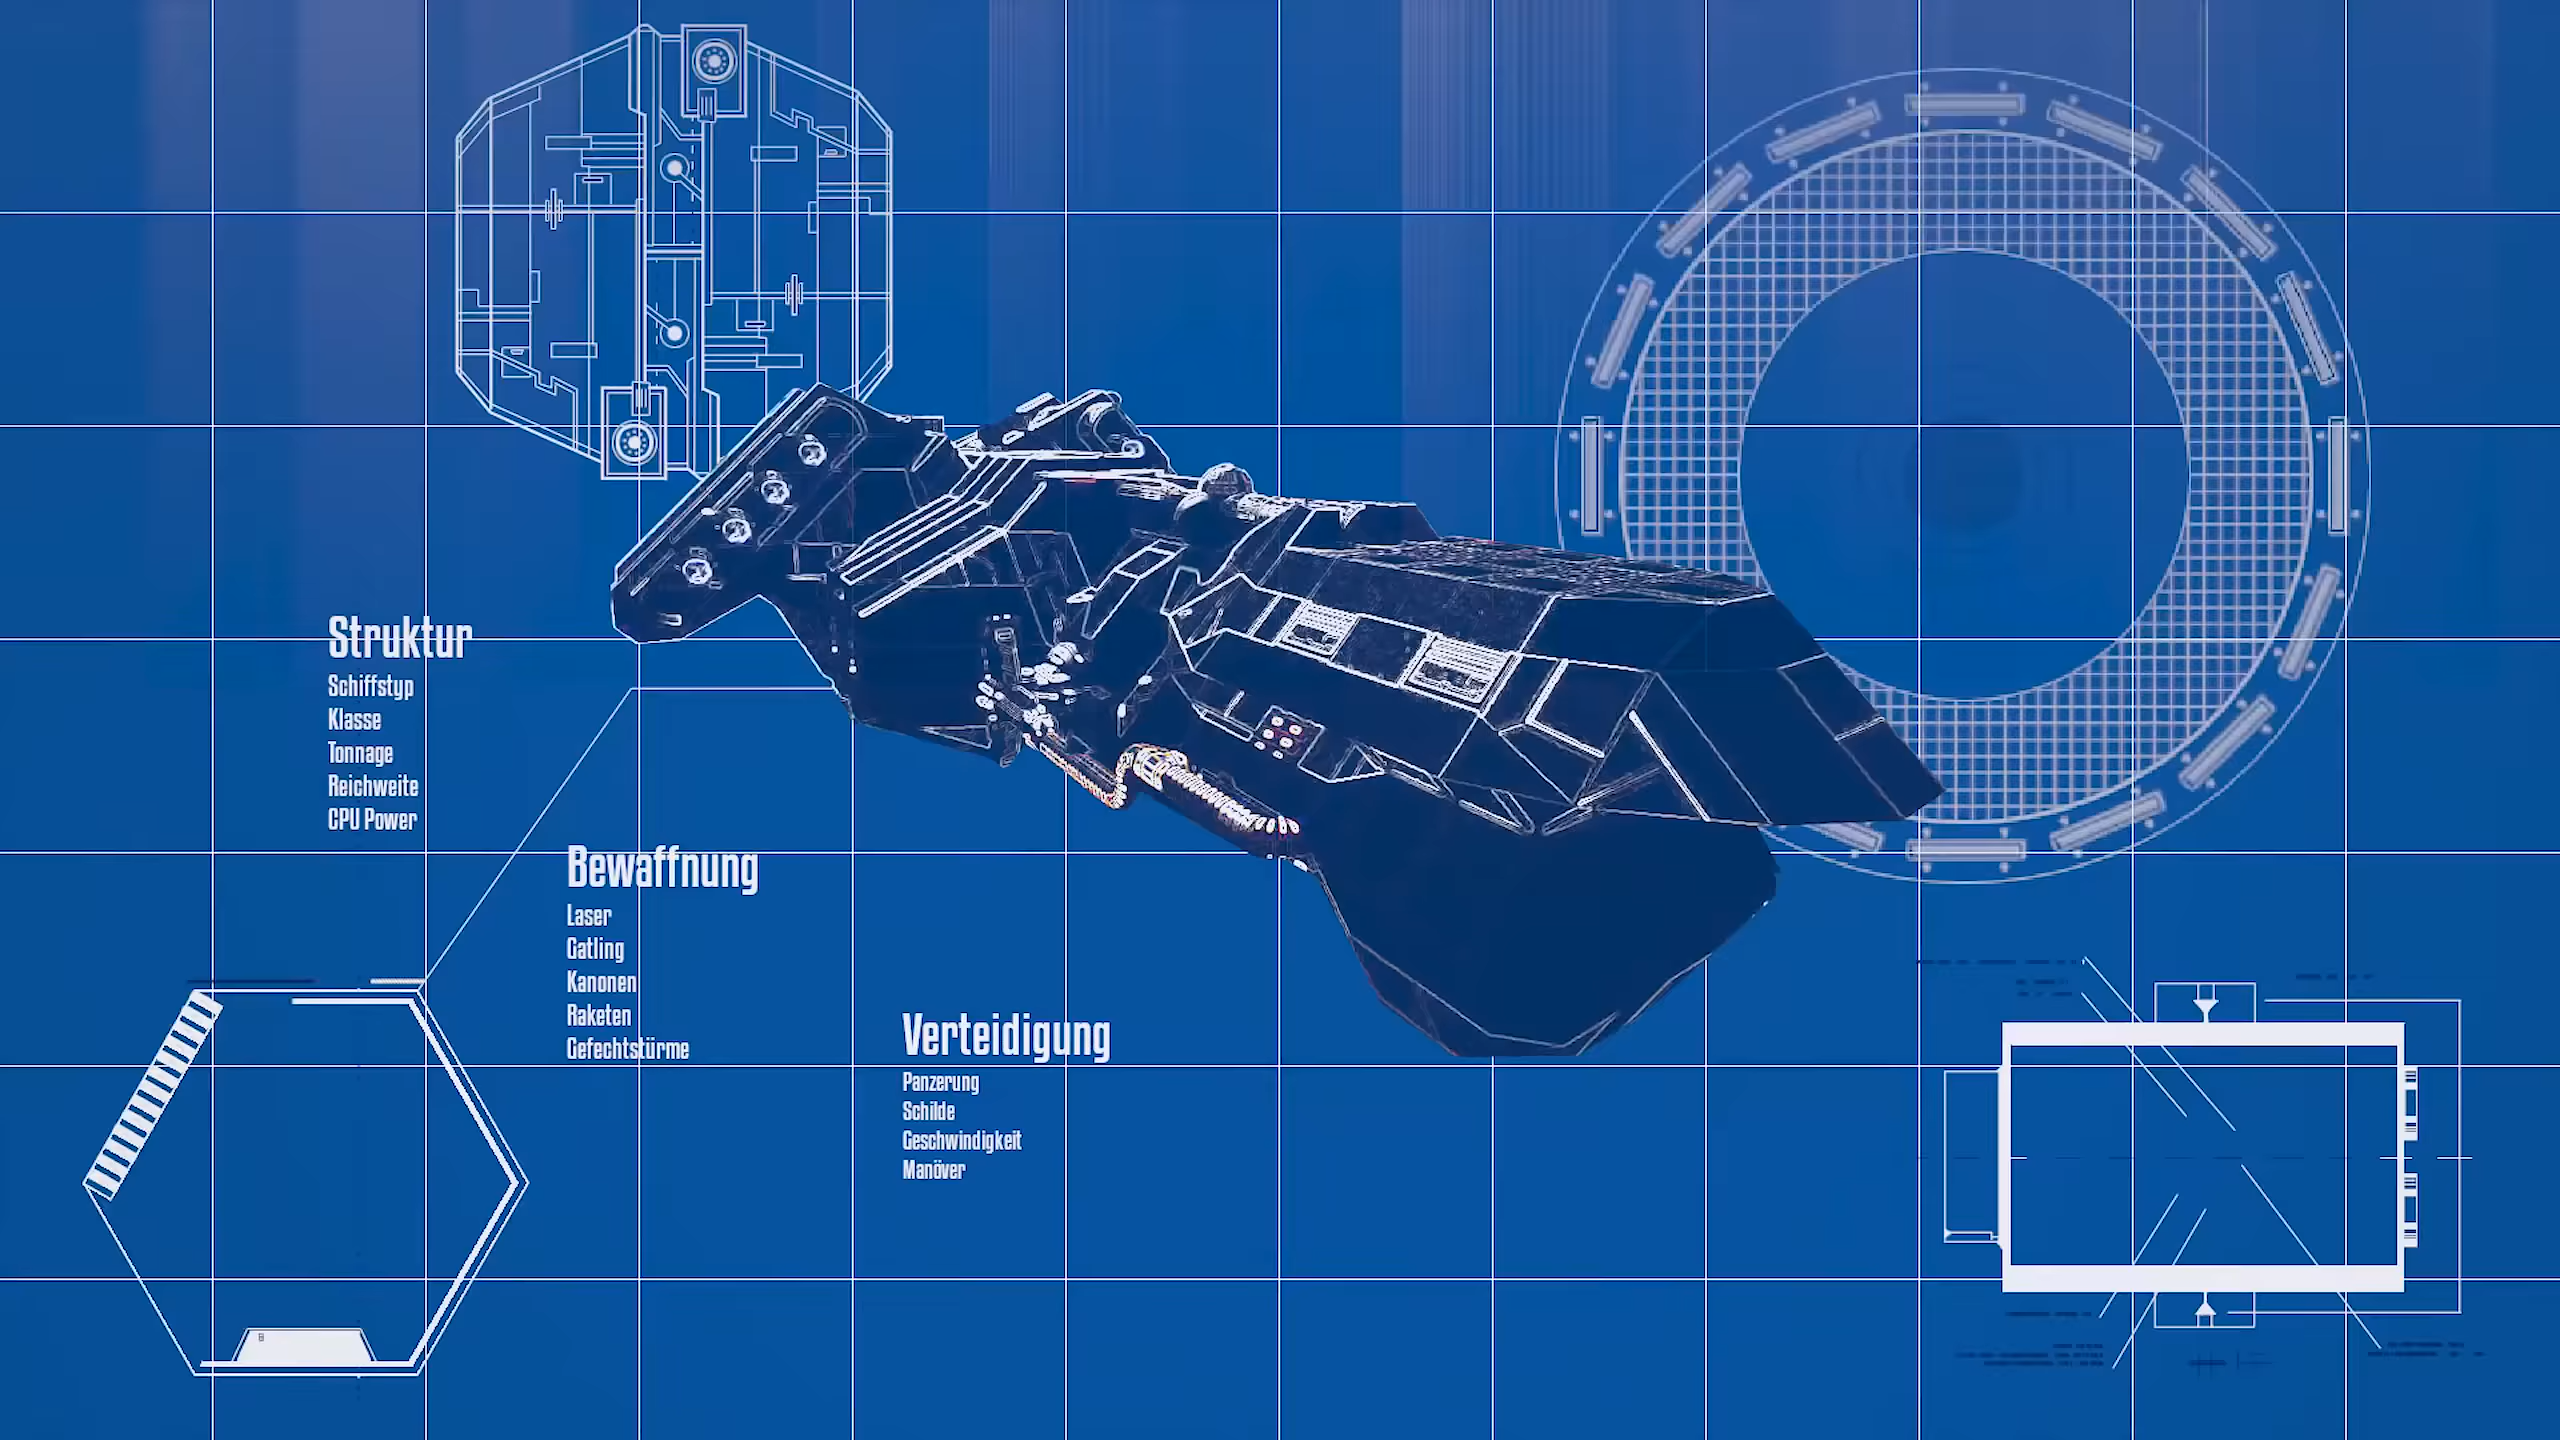 Struktur
Schiffstyp
Klasse
Tonnage
Reichweite
CPU Power
Bewaffnung
Laser
Gatling
Kanonen
Raketen
Gefechtstürme
Verteidigung
Panzerung
Schilde
Geschwindigkeit
Manöver